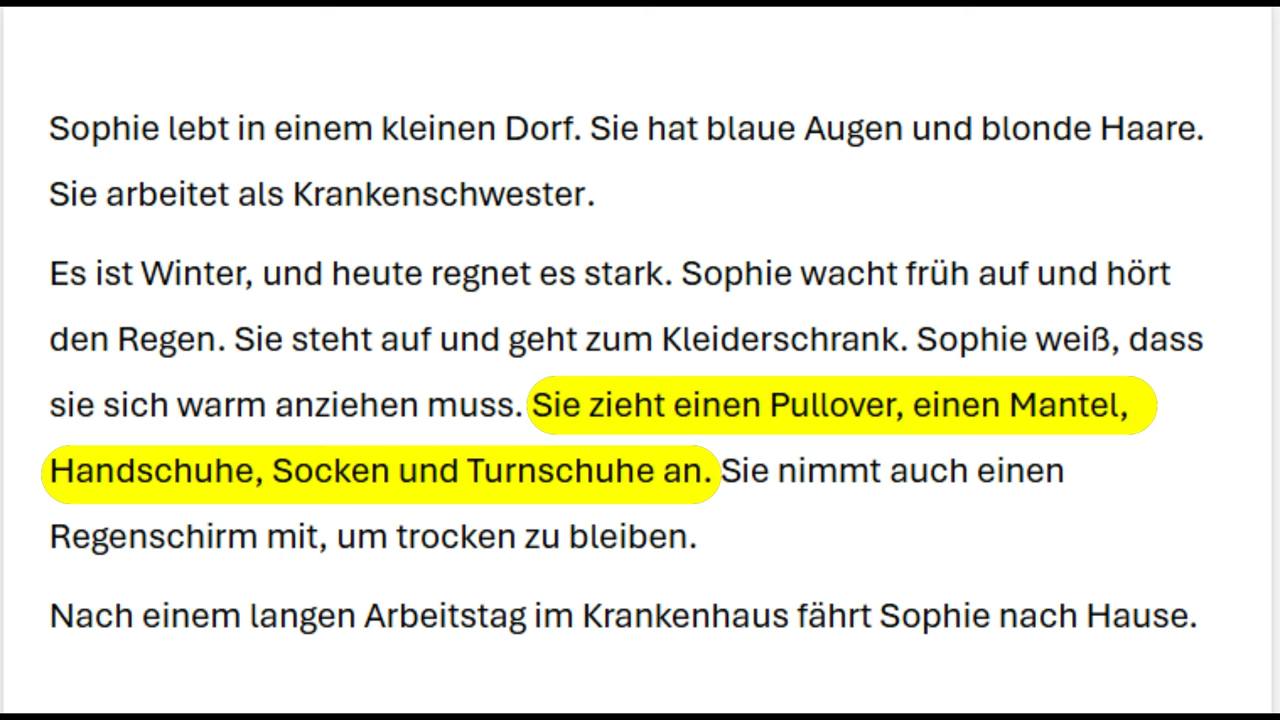 Sophie lebt in einem kleinen Dorf. Sie hat blaue Augen und blonde Haare.
Sie arbeitet als Krankenschwester.
Es ist Winter, und heute regnet es stark. Sophie wacht früh auf und hört
den Regen. Sie steht auf und geht zum Kleiderschrank. Sophie weiß, dass
sie sich warm anziehen muss. Sie zieht einen Pullover, einen Mantel,
Handschuhe, Socken und Turnschuhe an. Sie nimmt auch einen
Regenschirm mit, um trocken zu bleiben.
Nach einem langen Arbeitstag im Krankenhaus fährt Sophie nach Hause.